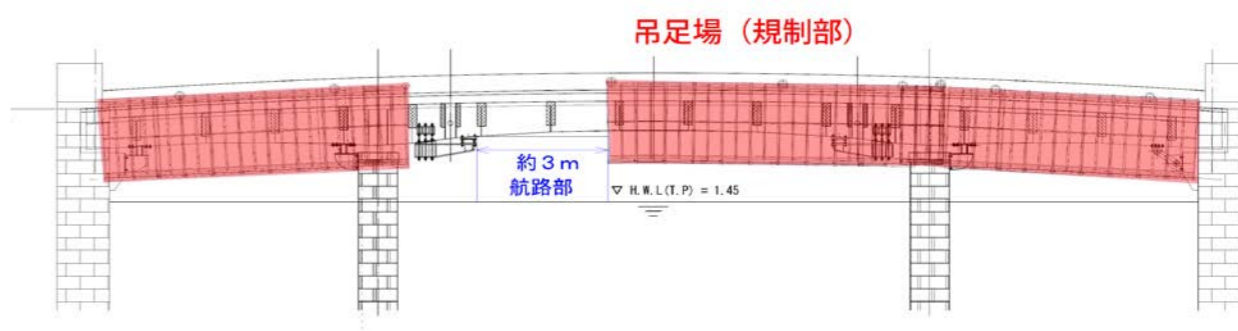 吊足場（規制部）
約３ｍ
航路部
▽ H.W.L(T.P) = 1.45